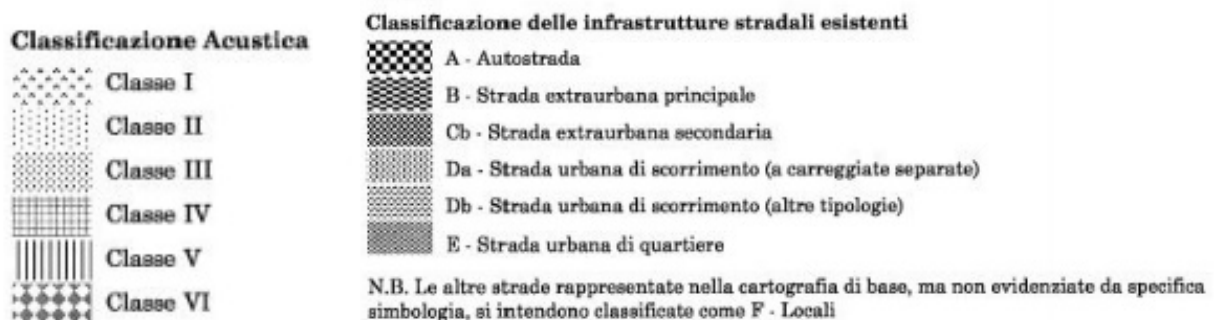 Classificazione Acustica
Classe I
Classe II
Classe III
Classe IV
Classe V
Classe VI
Classificazione delle infrastrutture stradali esistenti
A - Autostrada
B - Strada extraurbana principale
Cb - Strada extraurbana secondaria
Da - Strada urbana di scorrimento (a carreggiate separate)
Db - Strada urbana di scorrimento (altre tipologie)
E - Strada urbana di quartiere
N.B. Le altre strade rappresentate nella cartografia di base, ma non evidenziate da specifica
simbologia, si intendono classificate come F - Locali